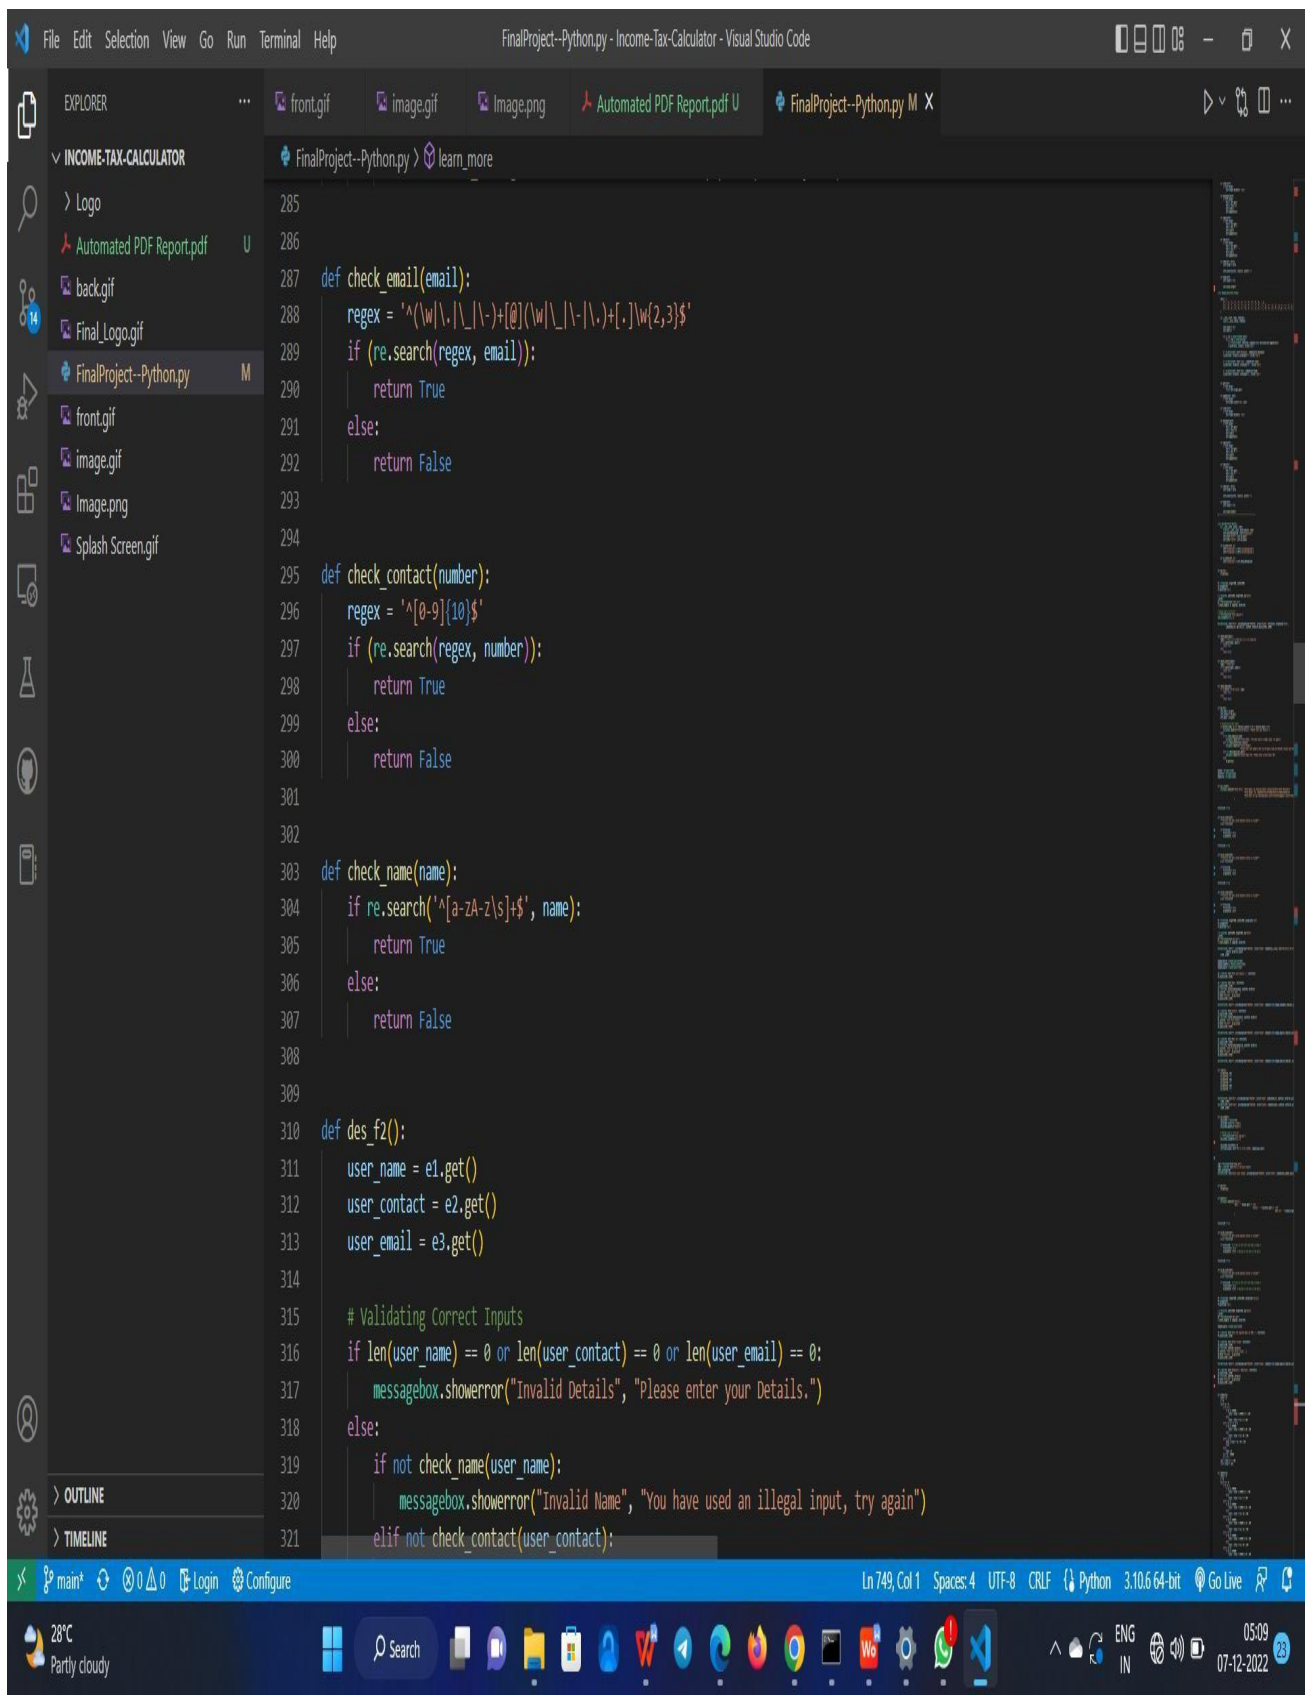 File Edit Selection View Go Run Terminal Help
FinalProject--Python.py - Income-Tax-Calculator - Visual Studio Code
EXPLORER
front.gif
image.gif
Image.png
Automated PDF Report.pdf U
FinalProject--Python.py M
INCOME-TAX-CALCULATOR
FinalProject--Python.py > learn_more
Logo
Automated PDF Report.pdf U
back.gif
Final_Logo.gif
FinalProject--Python.py M
front.gif
image.gif
Image.png
Splash Screen.gif
14
285
286
287 def check_email(email):
288     regex = '^(\w|\.|\_|\-)+[@](\w|\_|\-|\.)+[.]\w{2,3}$'
289     if (re.search(regex, email)):
290         return True
291     else:
292         return False
293
294
295 def check_contact(number):
296     regex = '^[0-9]{10}$'
297     if (re.search(regex, number)):
298         return True
299     else:
300         return False
301
302
303 def check_name(name):
304     if re.search('^[a-zA-z\s]+$', name):
305         return True
306     else:
307         return False
308
309
310 def des_f2():
311     user_name = e1.get()
312     user_contact = e2.get()
313     user_email = e3.get()
314
315     # Validating Correct Inputs
316     if len(user_name) == 0 or len(user_contact) == 0 or len(user_email) == 0:
317         messagebox.showerror("Invalid Details", "Please enter your Details.")
318     else:
319         if not check_name(user_name):
320             messagebox.showerror("Invalid Name", "You have used an illegal input, try again")
321         elif not check_contact(user_contact):
OUTLINE
TIMELINE
main* 0 0 Login Configure
Ln 749, Col 1 Spaces: 4 UTF-8 CRLF Python 3.10.6 64-bit Go Live
28°C
Partly cloudy
Search
ENG
IN
05:09
07-12-2022
23